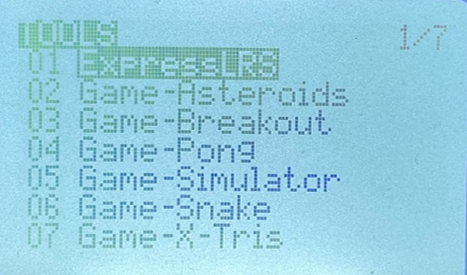 TOOLS 1/7
01 ExpressLRS
02 Game-Asteroids
03 Game-Breakout
04 Game-Pong
05 Game-Simulator
06 Game-Snake
07 Game-X-Tris